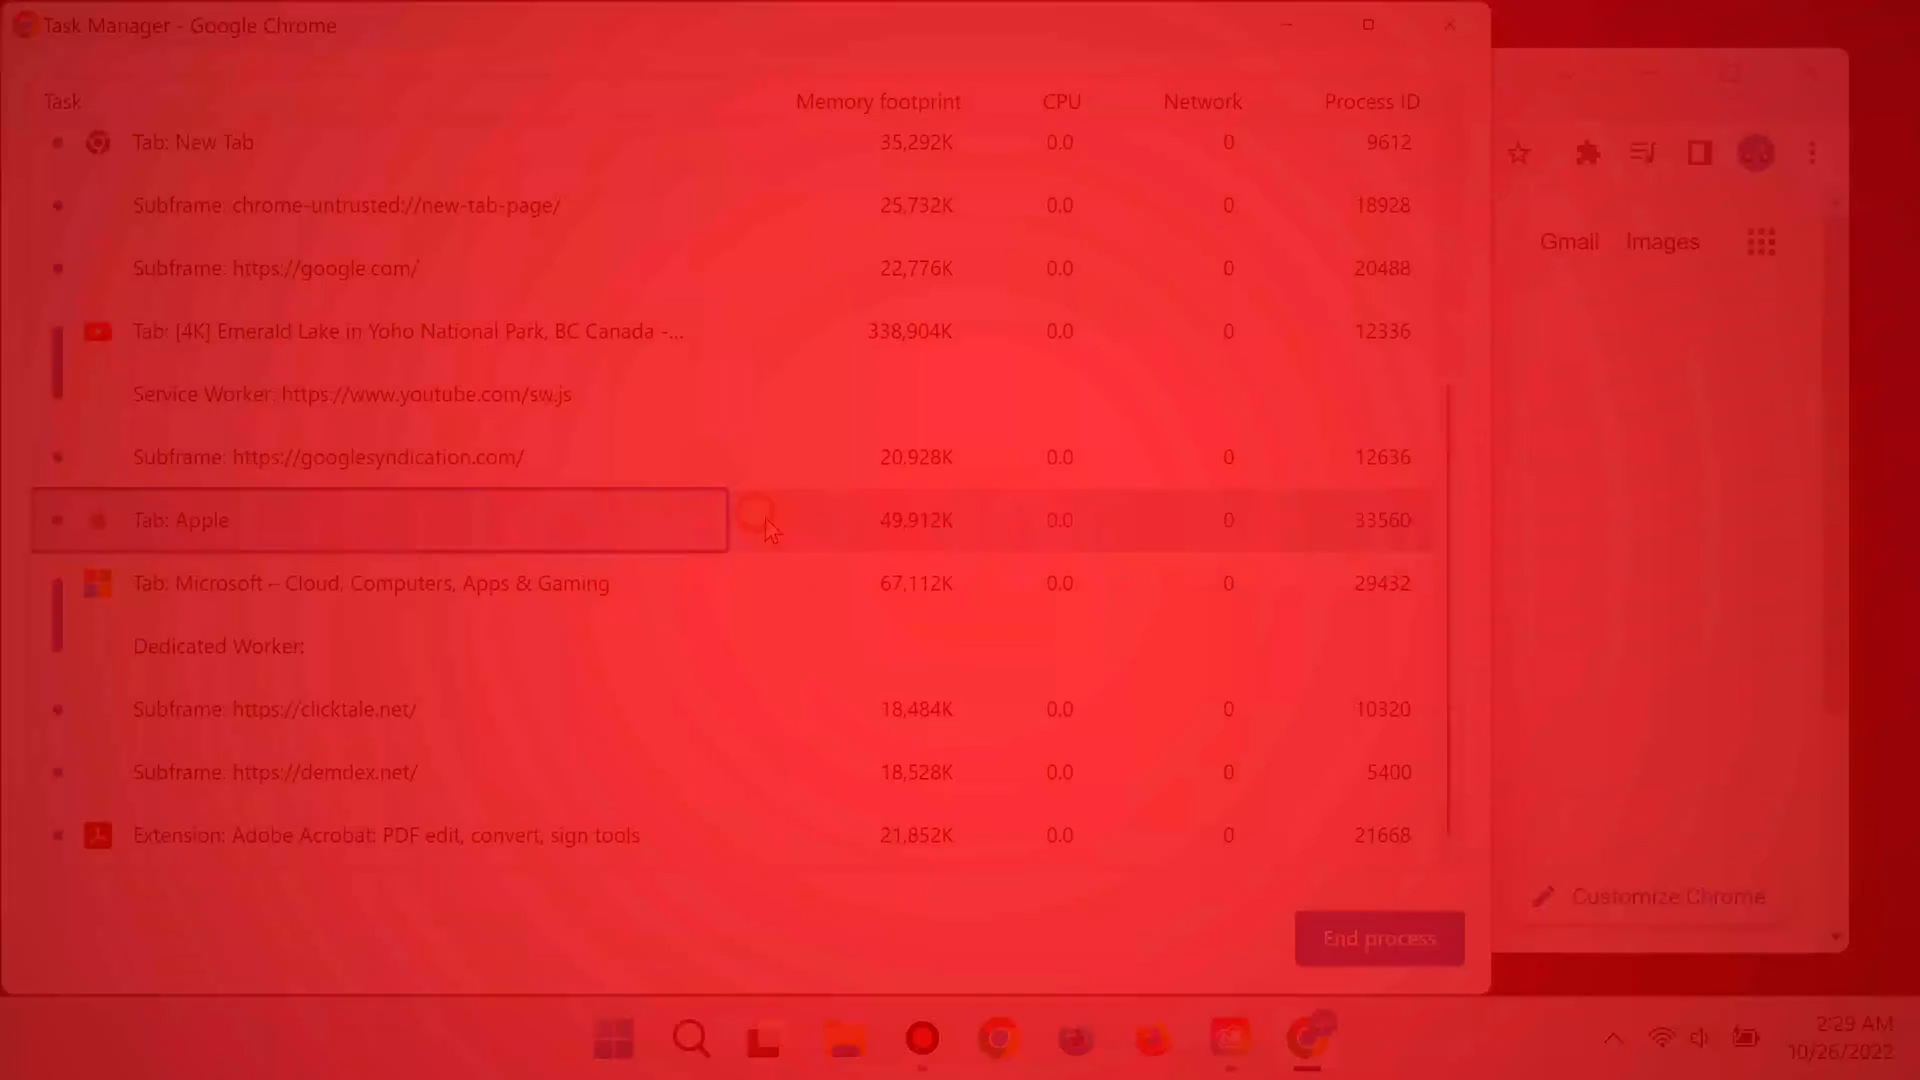 Task Manager - Google Chrome
Task Memory footprint CPU Network Process ID
Tab: New Tab 35,292K 0.0 0 9612
Subframe: chrome-untrusted://new-tab-page/ 25,732K 0.0 0 18928
Subframe: https://google.com/ 22,776K 0.0 0 20488
Tab: [4K] Emerald Lake in Yoho National Park, BC Canada -... 338,904K 0.0 0 12336
Service Worker: https://www.youtube.com/sw.js
Subframe: https://googlesyndication.com/ 20,928K 0.0 0 12636
Tab: Apple 49,912K 0.0 0 33560
Tab: Microsoft – Cloud, Computers, Apps & Gaming 67,112K 0.0 0 29432
Dedicated Worker:
Subframe: https://clicktale.net/ 18,484K 0.0 0 10320
Subframe: https://demdex.net/ 18,528K 0.0 0 5400
Extension: Adobe Acrobat: PDF edit, convert, sign tools 21,852K 0.0 0 21668
End process
Gmail Images
Customize Chrome
2:29 AM
10/26/2022